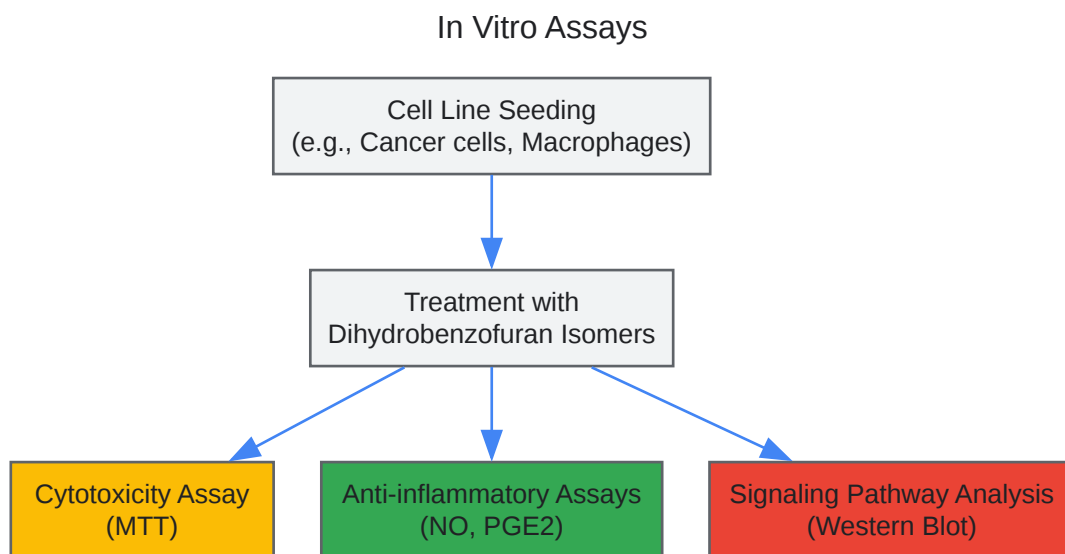 In Vitro Assays
Cell Line Seeding
(e.g., Cancer cells, Macrophages)
Treatment with
Dihydrobenzofuran Isomers
Cytotoxicity Assay
(MTT)
Anti-inflammatory Assays
(NO, PGE2)
Signaling Pathway Analysis
(Western Blot)